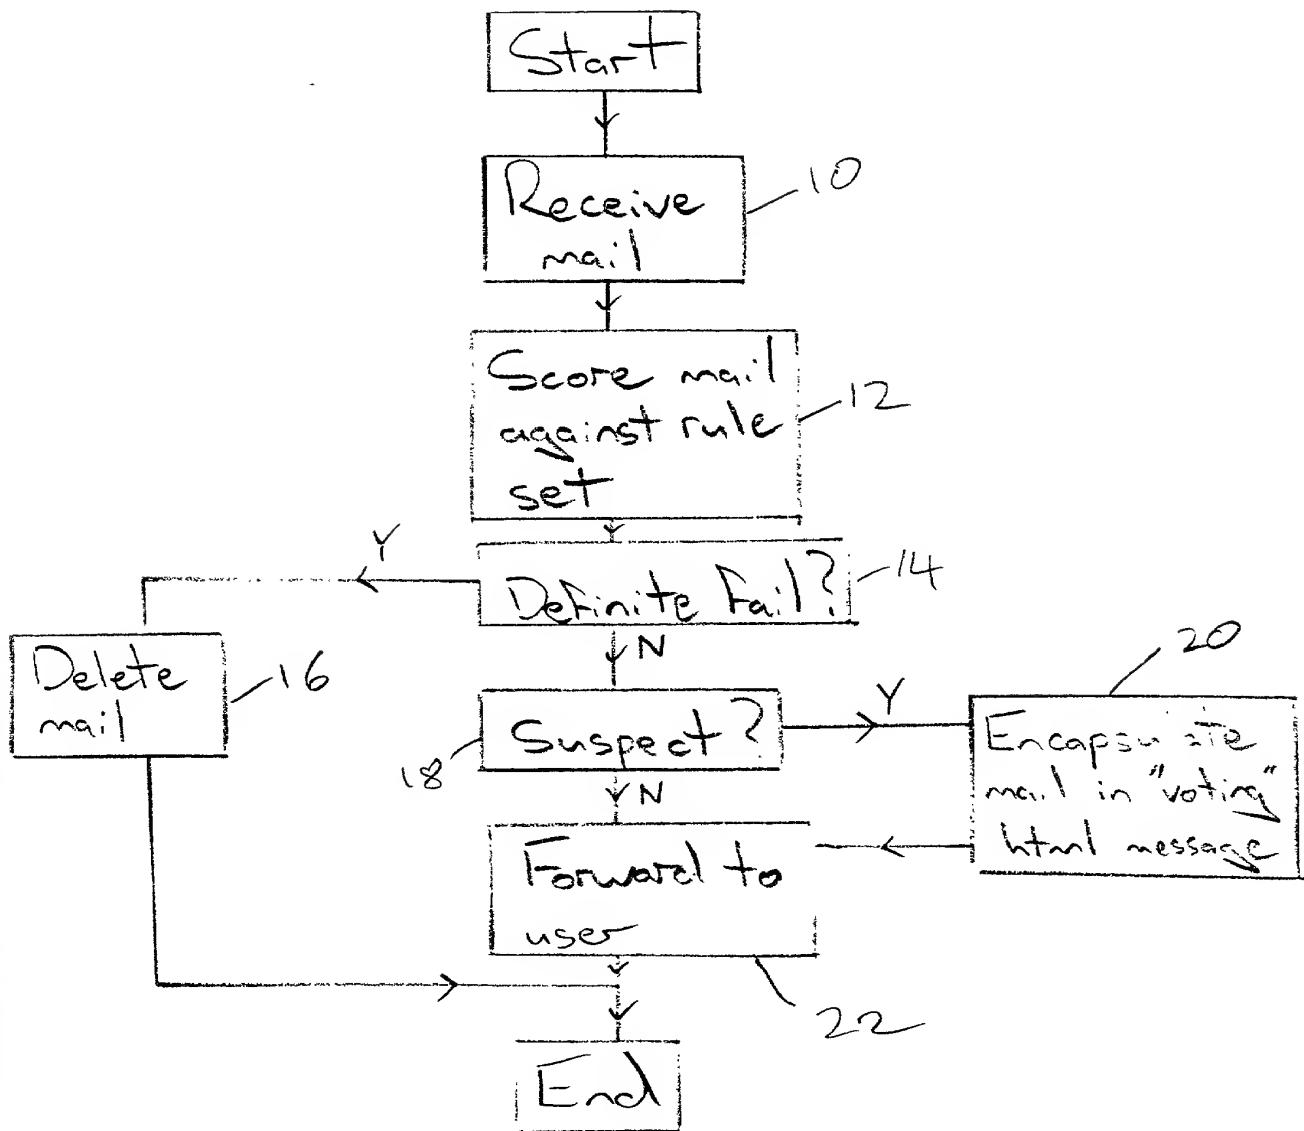 Start
Receive
mail
10
Score mail
against rule
set
12
Y
Definite Fail?
14
N
Delete
mail
16
Suspect?
18
Y
20
Encapsulate
mail in "voting"
html message
N
Forward to
user
22
End